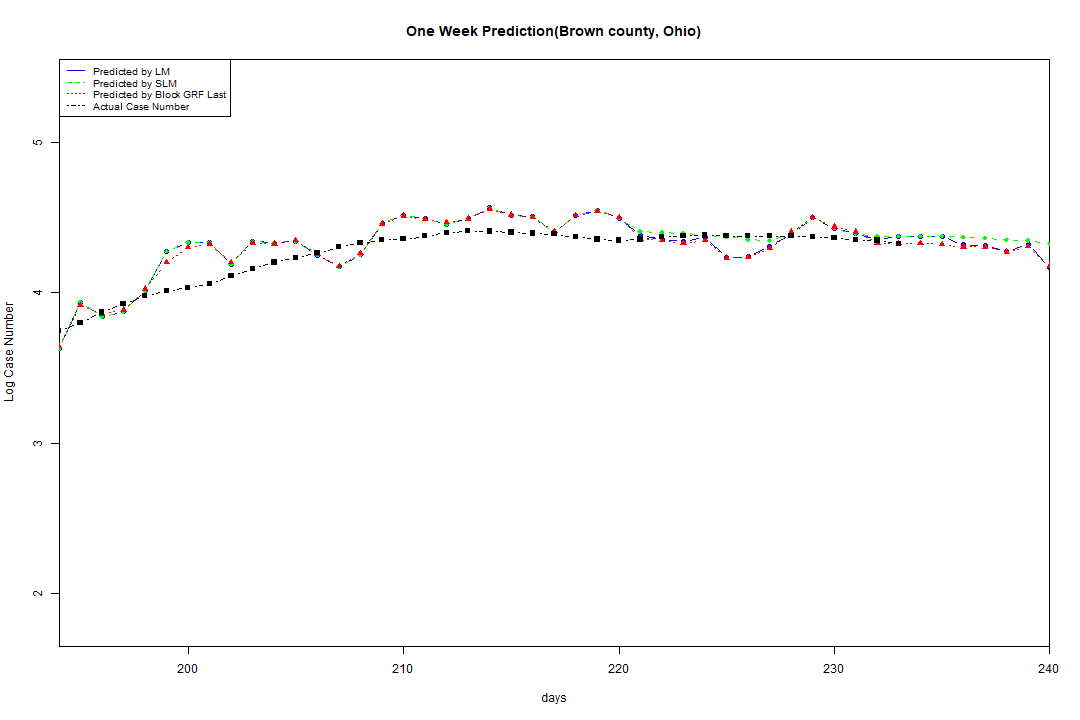 One Week Prediction(Brown county, Ohio)
Predicted by LM
Predicted by SLM
Predicted by Block GRF Last
Actual Case Number
5
4
3
2
Log Case Number
200 210 220 230 240
days